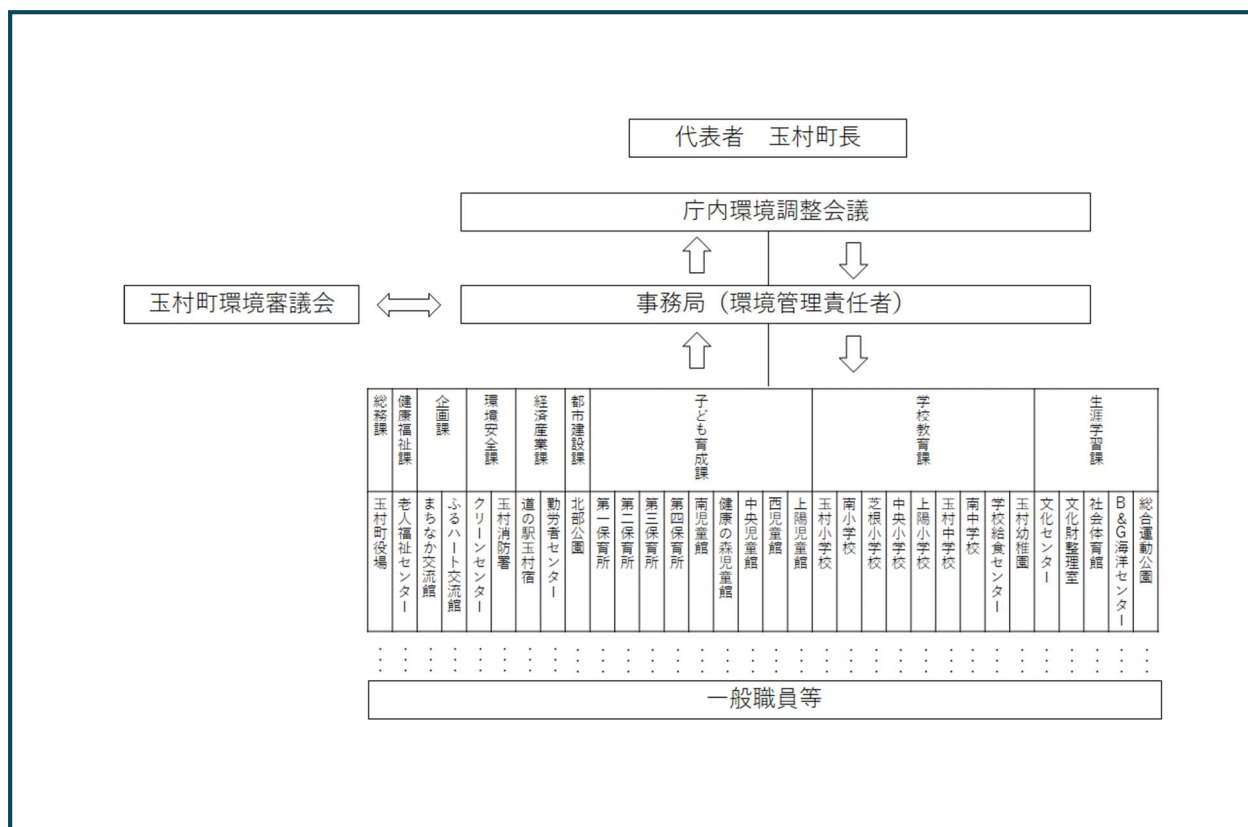 代表者　玉村町長
庁内環境調整会議
玉村町環境審議会
事務局（環境管理責任者）
総務課
健康福祉課
企画課
環境安全課
経済産業課
都市建設課
子ども育成課
学校教育課
生涯学習課
玉村町役場
老人福祉センター
まちなか交流館
ふるハート交流館
クリーンセンター
玉村消防署
道の駅玉村宿
勤労者センター
北部公園
第一保育所
第二保育所
第三保育所
第四保育所
南児童館
健康の森児童館
中央児童館
西児童館
上陽児童館
玉村小学校
南小学校
芝根小学校
中央小学校
上陽小学校
玉村中学校
南中学校
学校給食センター
玉村幼稚園
文化センター
文化財整理室
社会体育館
B＆G海洋センター
総合運動公園
一般職員等